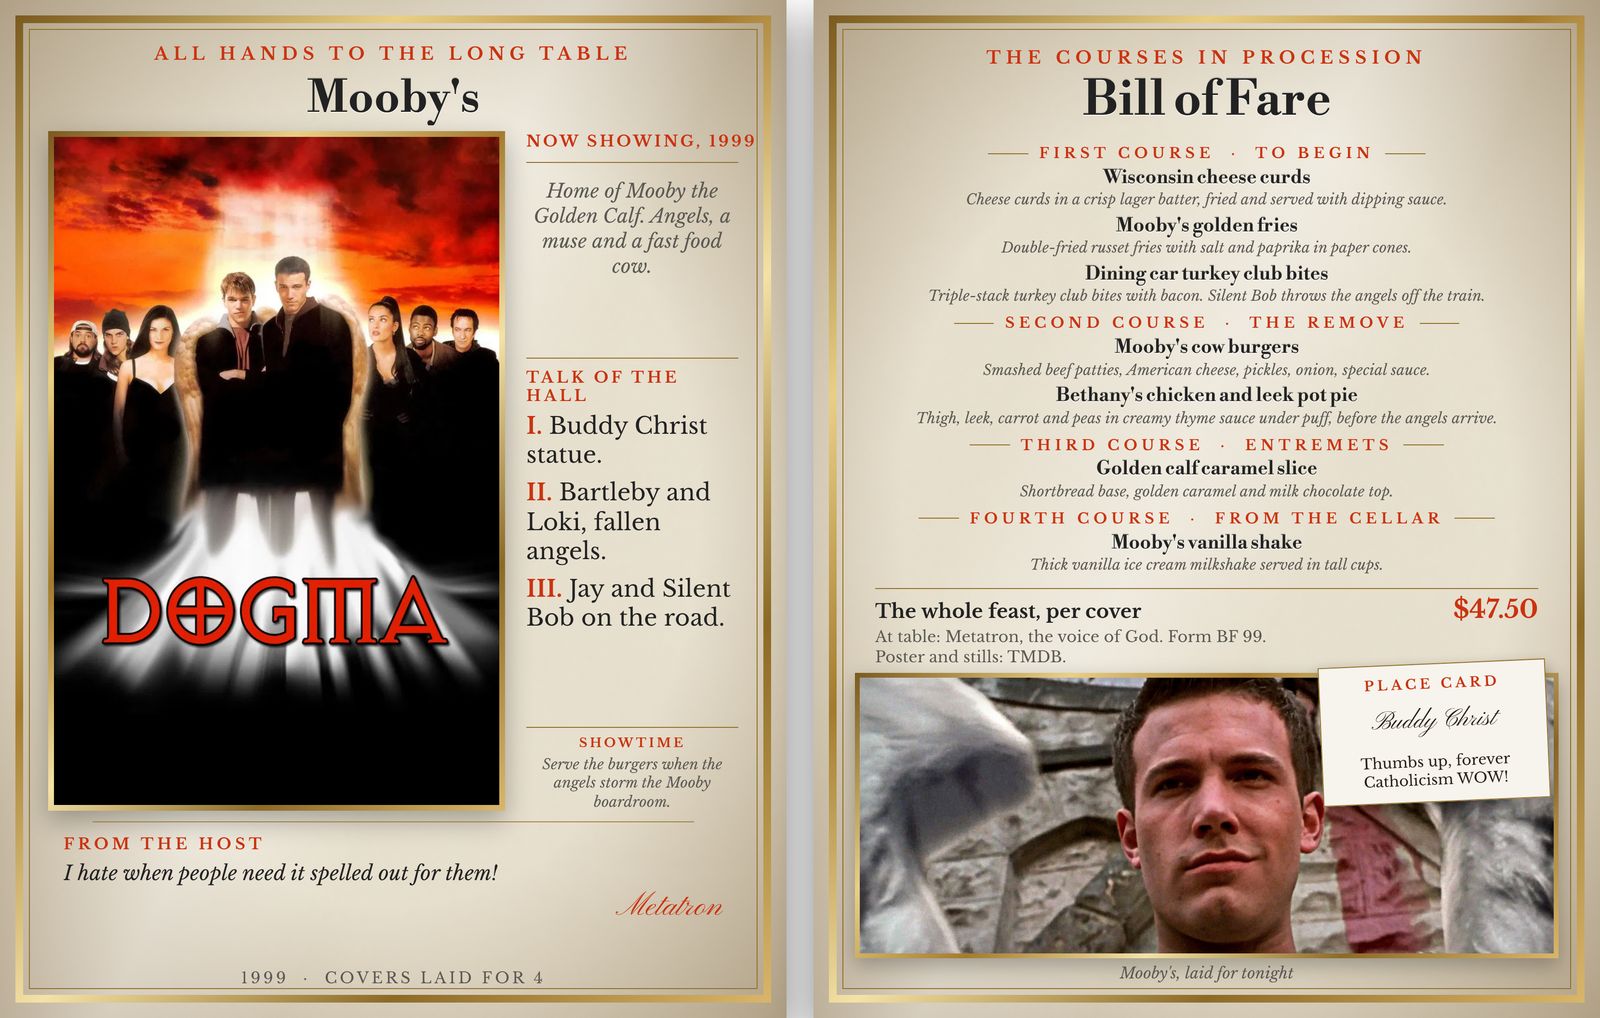 ALL HANDS TO THE LONG TABLE
Mooby's
NOW SHOWING, 1999
Home of Mooby the
Golden Calf. Angels, a
muse and a fast food
cow.
TALK OF THE
HALL
I. Buddy Christ
statue.
II. Bartleby and
Loki, fallen
angels.
III. Jay and Silent
Bob on the road.
DOGMA
SHOWTIME
Serve the burgers when the
angels storm the Mooby
boardroom.
FROM THE HOST
I hate when people need it spelled out for them!
Metatron
1999 · COVERS LAID FOR 4
THE COURSES IN PROCESSION
Bill of Fare
FIRST COURSE · TO BEGIN
Wisconsin cheese curds
Cheese curds in a crisp lager batter, fried and served with dipping sauce.
Mooby's golden fries
Double-fried russet fries with salt and paprika in paper cones.
Dining car turkey club bites
Triple-stack turkey club bites with bacon. Silent Bob throws the angels off the train.
SECOND COURSE · THE REMOVE
Mooby's cow burgers
Smashed beef patties, American cheese, pickles, onion, special sauce.
Bethany's chicken and leek pot pie
Thigh, leek, carrot and peas in creamy thyme sauce under puff, before the angels arrive.
THIRD COURSE · ENTREMETS
Golden calf caramel slice
Shortbread base, golden caramel and milk chocolate top.
FOURTH COURSE · FROM THE CELLAR
Mooby's vanilla shake
Thick vanilla ice cream milkshake served in tall cups.
The whole feast, per cover $47.50
At table: Metatron, the voice of God. Form BF 99.
Poster and stills: TMDB.
PLACE CARD
Buddy Christ
Thumbs up, forever
Catholicism WOW!
Mooby's, laid for tonight